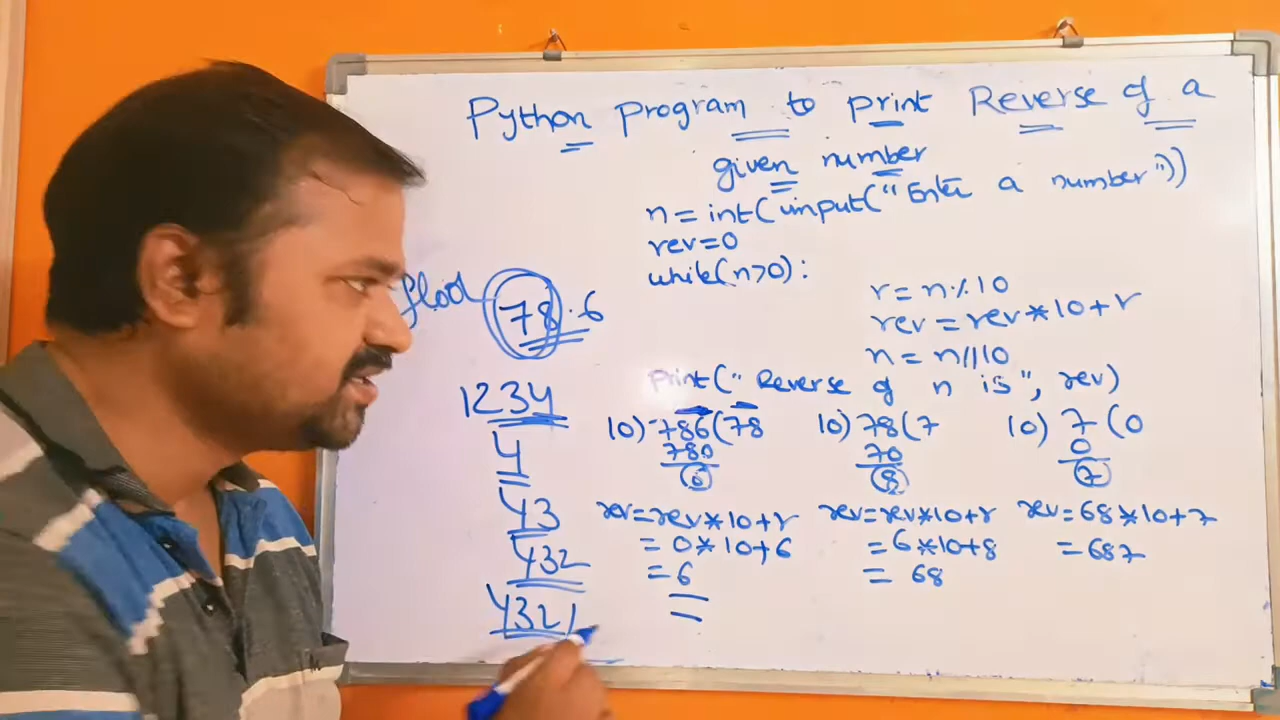 Python program to print Reverse of a
given number
n = int(input("Enter a number"))
rev=0
while(n>0):
r = n%10
rev = rev*10+r
n = n//10
print("Reverse of n is", rev)
floor 78.6
1234
4
43
432
4321
10) 786(78
780
6
rev=rev*10+r
= 0*10+6
= 6
10) 78(7
70
8
rev=rev*10+r
= 6*10+8
= 68
10) 7(0
0
7
rev=68*10+7
= 687